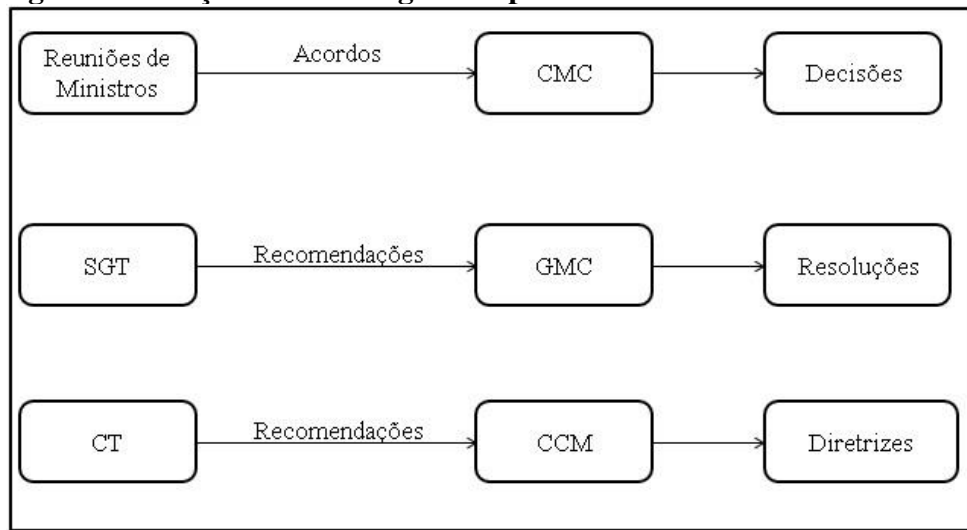 Reuniões de
Ministros
Acordos
CMC
Decisões
SGT
Recomendações
GMC
Resoluções
CT
Recomendações
CCM
Diretrizes